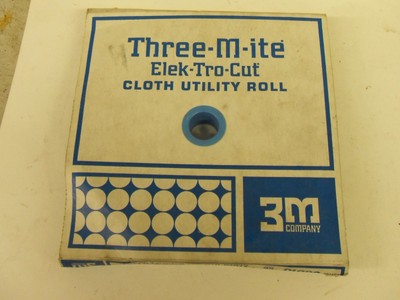 Three-M-ite
Elek-Tro-Cut
CLOTH UTILITY ROLL
3M
COMPANY